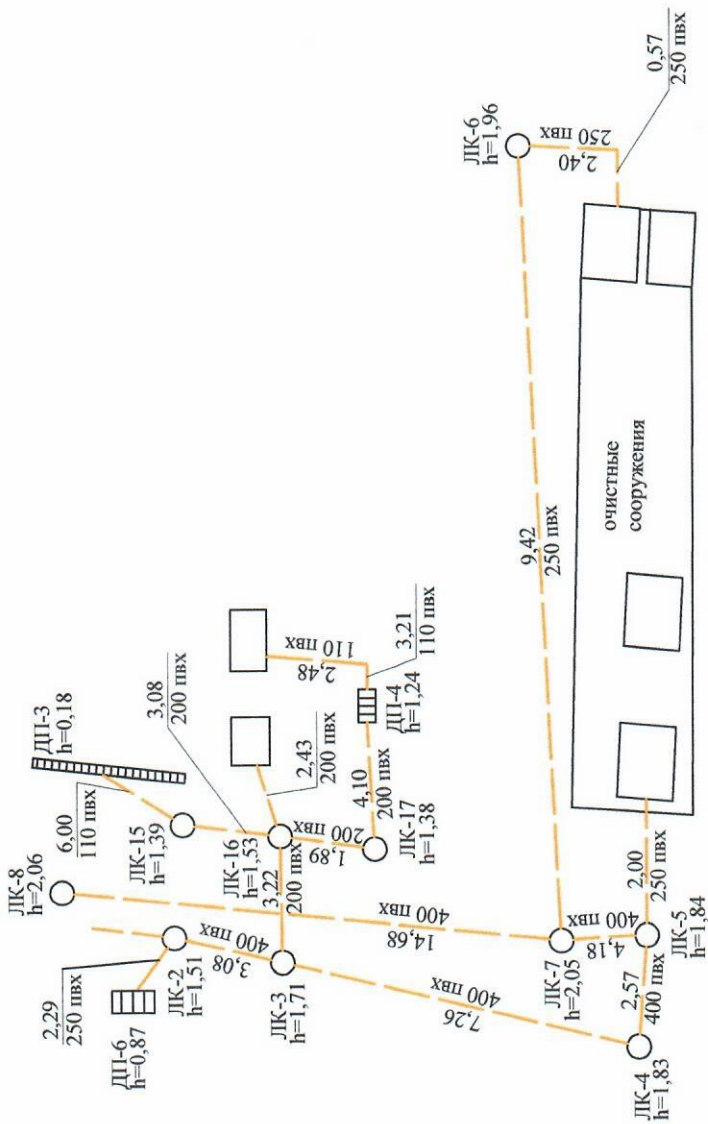 ЛК-8
h=2,06
ДП-3
h=0,18
6,00
110 пвх
ЛК-15
h=1,39
3,08
200 пвх
2,29
250 пвх
ДП-6
h=0,87
ЛК-2
h=1,51
3,08
400 пвх
ЛК-16
h=1,53
2,43
200 пвх
2,48
110 пвх
3,22
200 пвх
1,89
200 пвх
4,10
200 пвх
ДП-4
h=1,24
3,21
110 пвх
ЛК-17
h=1,38
ЛК-3
h=1,71
14,68
400 пвх
7,26
400 пвх
9,42
250 пвх
ЛК-6
h=1,96
2,40
250 пвх
0,57
250 пвх
ЛК-7
h=2,05
4,18
400 пвх
ЛК-4
h=1,83
2,57
400 пвх
ЛК-5
h=1,84
2,00
250 пвх
очистные
сооружения